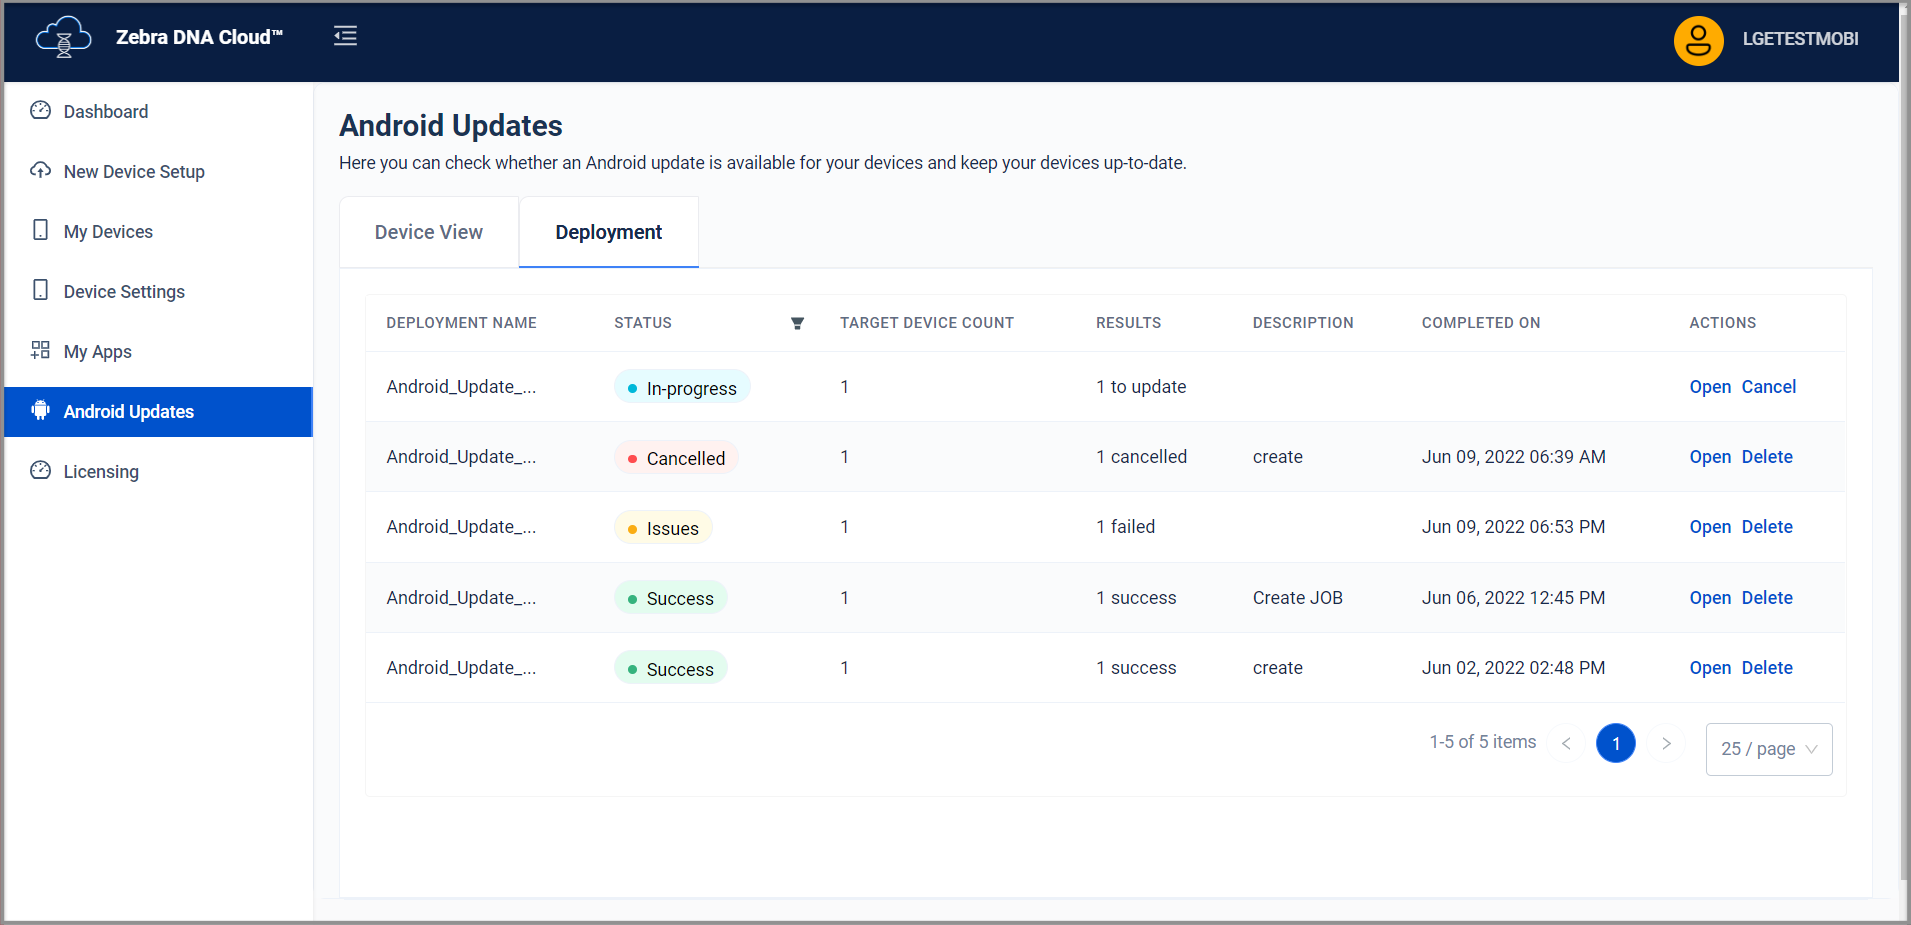 Zebra DNA Cloud™
LGETESTMOBI
Dashboard
New Device Setup
My Devices
Device Settings
My Apps
Android Updates
Licensing
Android Updates
Here you can check whether an Android update is available for your devices and keep your devices up-to-date.
Device View Deployment
DEPLOYMENT NAME STATUS TARGET DEVICE COUNT RESULTS DESCRIPTION COMPLETED ON ACTIONS
Android_Update_... In-progress 1 1 to update Open Cancel
Android_Update_... Cancelled 1 1 cancelled create Jun 09, 2022 06:39 AM Open Delete
Android_Update_... Issues 1 1 failed Jun 09, 2022 06:53 PM Open Delete
Android_Update_... Success 1 1 success Create JOB Jun 06, 2022 12:45 PM Open Delete
Android_Update_... Success 1 1 success create Jun 02, 2022 02:48 PM Open Delete
1-5 of 5 items < 1 > 25 / page